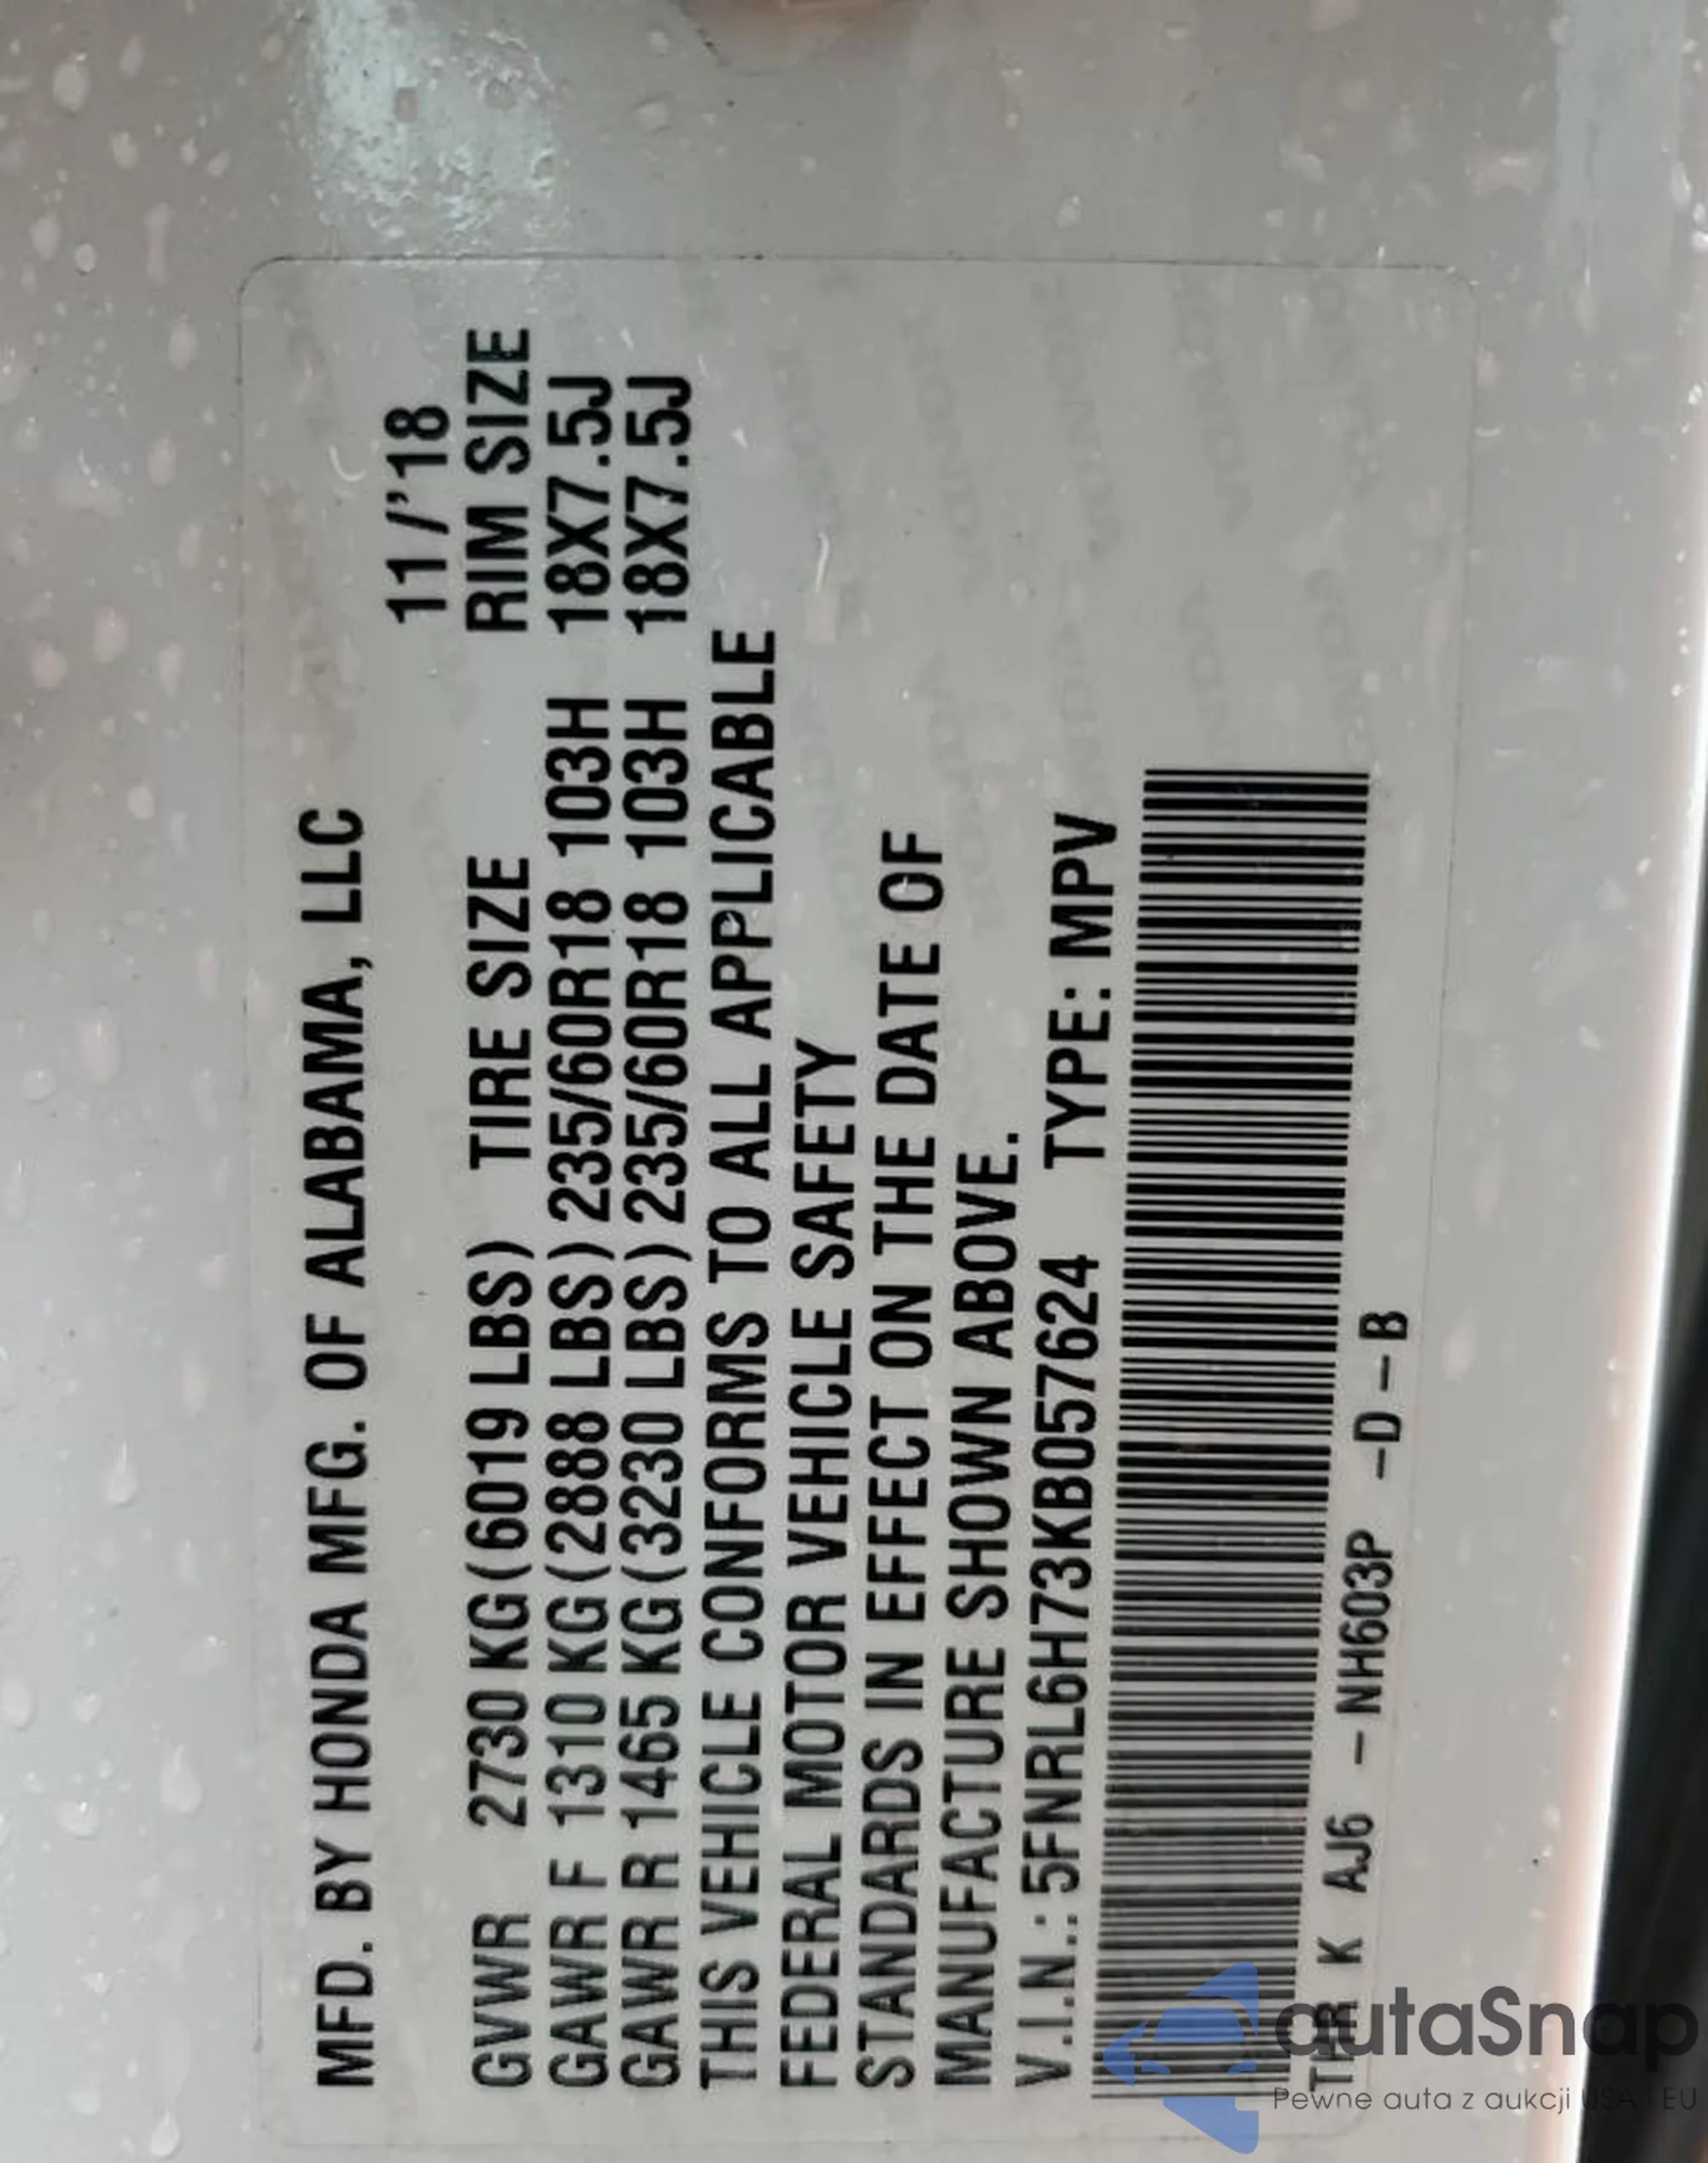 MFD. BY HONDA MFG. OF ALABAMA, LLC
11/'18
GVWR 2730 KG (6019 LBS) TIRE SIZE RIM SIZE
GAWR F 1310 KG (2888 LBS) 235/60R18 103H 18X7.5J
GAWR R 1465 KG (3230 LBS) 235/60R18 103H 18X7.5J
THIS VEHICLE CONFORMS TO ALL APPLICABLE
FEDERAL MOTOR VEHICLE SAFETY
STANDARDS IN EFFECT ON THE DATE OF
MANUFACTURE SHOWN ABOVE.
V.I.N.: 5FNRL6H73KB057624 TYPE: MPV
THR K AJ6 - NH603P - D - B
autaSnap
Pewne auta z aukcji USA EU